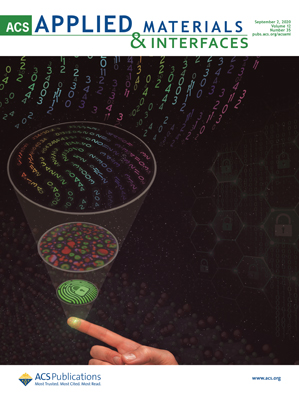 ACS APPLIED MATERIALS
& INTERFACES
September 2, 2020
Volume 12
Number 35
pubs.acs.org/acsami
ACS Publications
Most Trusted. Most Cited. Most Read.
www.acs.org